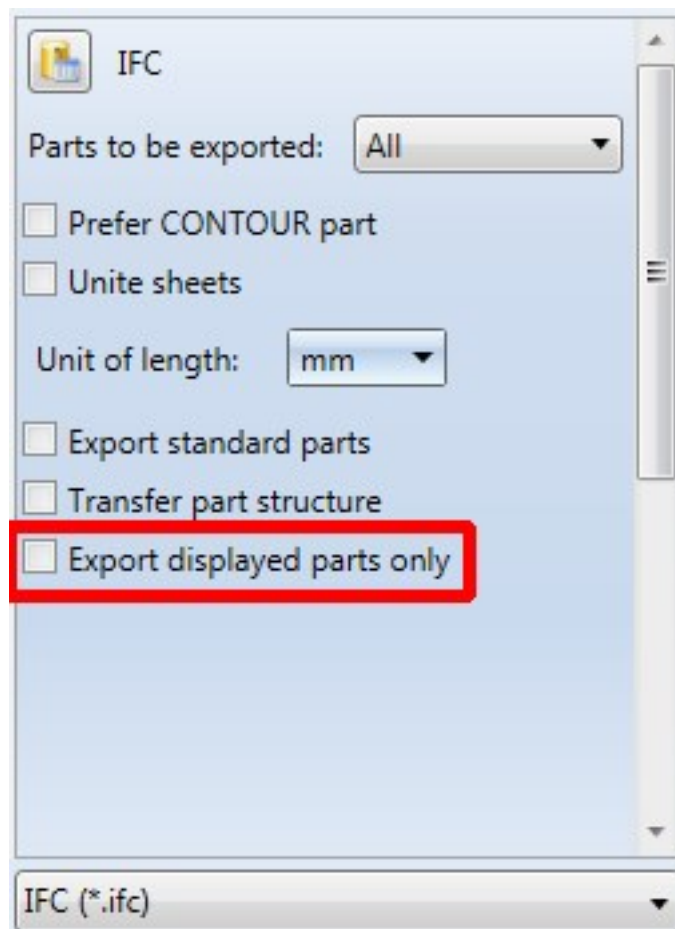 IFC
Parts to be exported: All
Prefer CONTOUR part
Unite sheets
Unit of length: mm
Export standard parts
Transfer part structure
Export displayed parts only
IFC (*.ifc)